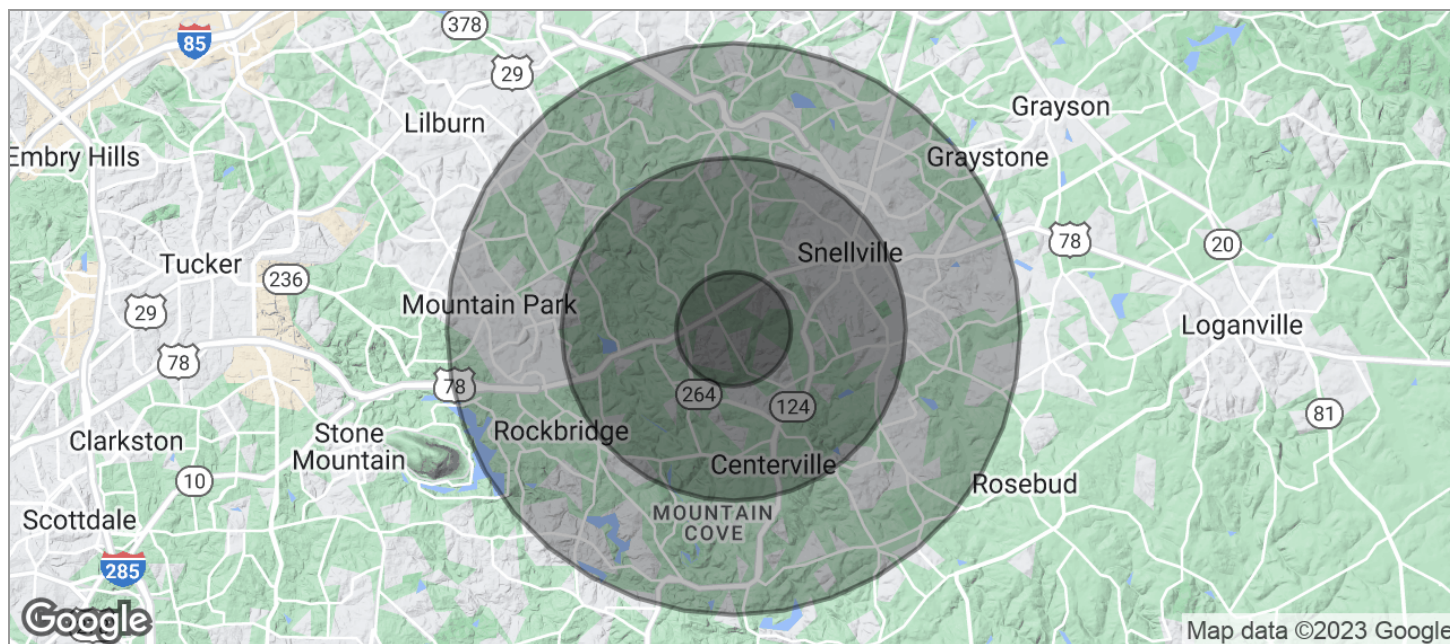 85
378
29
Lilburn
Grayson
Embry Hills
Graystone
Snellville
78
20
Tucker
236
Mountain Park
29
Loganville
78
78
264
124
81
Clarkston
Stone
Mountain
Rockbridge
10
Centerville
Rosebud
Scottdale
MOUNTAIN
COVE
285
Google
Map data ©2023 Google